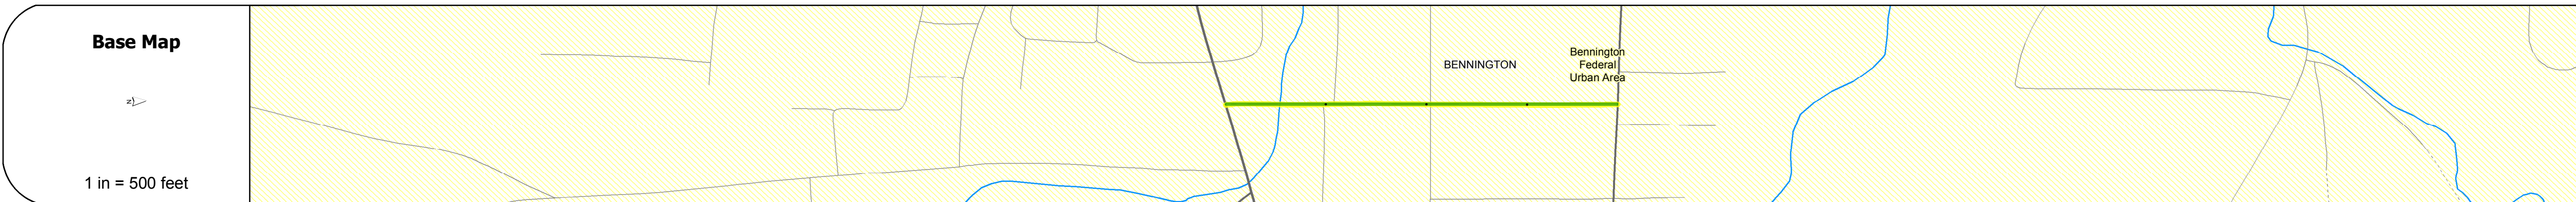 Base Map
N
1 in = 500 feet
BENNINGTON
Bennington
Federal
Urban Area